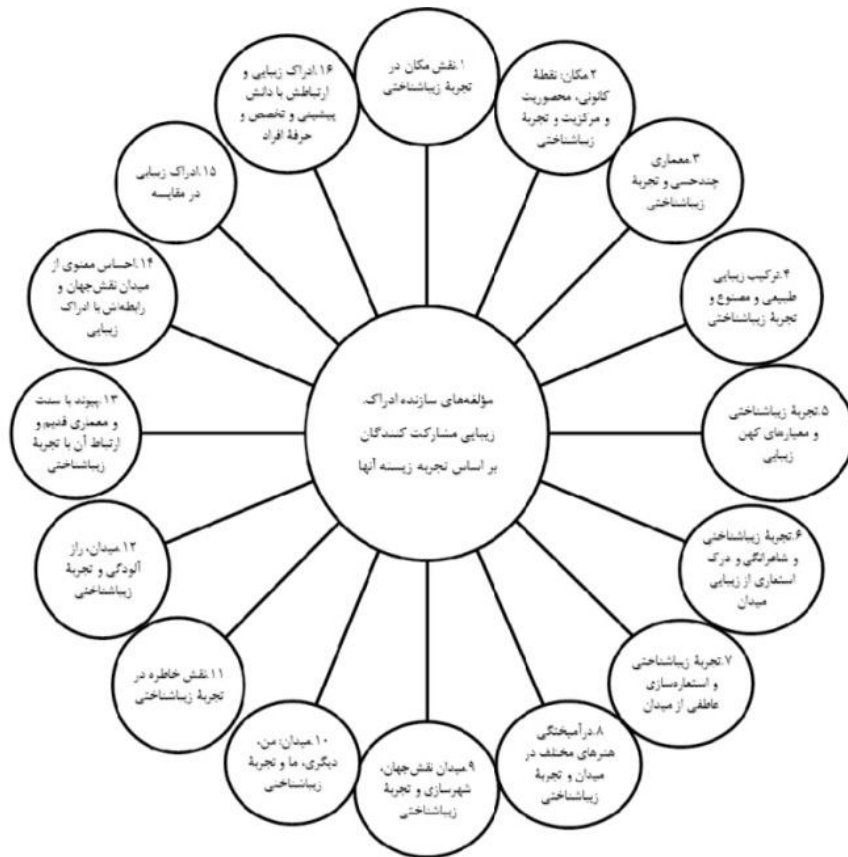 مؤلفه‌های سازنده ادراک
زیبایی مشارکت کنندگان
بر اساس تجربه زیسته آنها
۱.نقش مکان در
تجربهٔ زیباشناختی
۲.مکان: نقطهٔ
کانونی، محصوریت
و مرکزیت و تجربهٔ
زیباشناختی
۳.معماری
چندحسی و تجربهٔ
زیباشناختی
۴.ترکیب زیبایی
طبیعی و مصنوع و
تجربهٔ زیباشناختی
۵.تجربهٔ زیباشناختی
و معیارهای کهن
زیبایی
۶.تجربهٔ زیباشناختی
و شاعرانگی و درک
استعاری از زیبایی
میدان
۷.تجربهٔ زیباشناختی
و استعاره‌سازی
عاطفی از میدان
۸.درآمیختگی
هنرهای مختلف در
میدان و تجربهٔ
زیباشناختی
۹.میدان نقش‌جهان،
شهرسازی و تجربهٔ
زیباشناختی
۱۰.میدان: من،
دیگری، ما و تجربهٔ
زیباشناختی
۱۱.نقش خاطره در
تجربهٔ زیباشناختی
۱۲.میدان، راز
آلودگی و تجربهٔ
زیباشناختی
۱۳.پیوند با سنت
و معماری قدیم و
ارتباط آن با تجربهٔ
زیباشناختی
۱۴.احساس معنوی از
میدان نقش‌جهان و
رابطه‌اش با ادراک
زیبایی
۱۵.ادراک زیبایی
در مقایسه
۱۶.ادراک زیبایی و
ارتباطش با دانش
پیشینی و تخصص و
حرفهٔ افراد